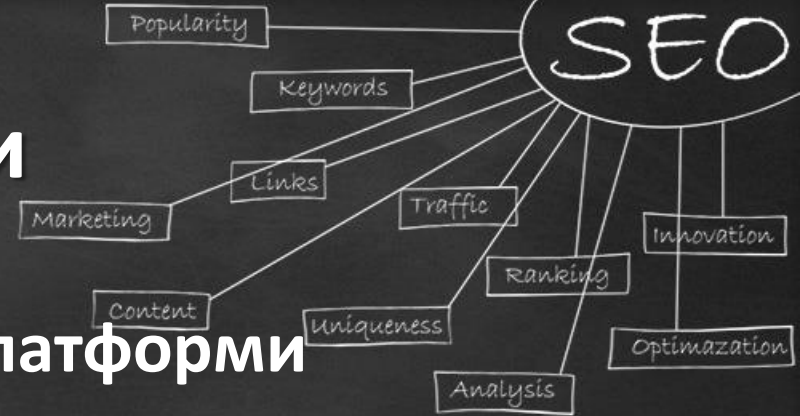 SEO
Popularity
Keywords
и
Links
Marketing
Traffic
Innovation
Ranking
Content
Uniqueness
латформи
Optimazation
Analysis